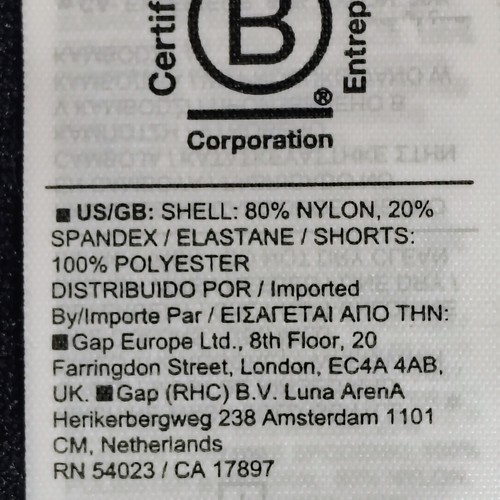 Certif
B
Entrep
®
Corporation
US/GB: SHELL: 80% NYLON, 20%
SPANDEX / ELASTANE / SHORTS:
100% POLYESTER
DISTRIBUIDO POR / Imported
By/Importe Par / ΕΙΣΑΓΕΤΑΙ ΑΠΟ ΤΗΝ:
Gap Europe Ltd., 8th Floor, 20
Farringdon Street, London, EC4A 4AB,
UK. Gap (RHC) B.V. Luna ArenA
Herikerbergweg 238 Amsterdam 1101
CM, Netherlands
RN 54023 / CA 17897